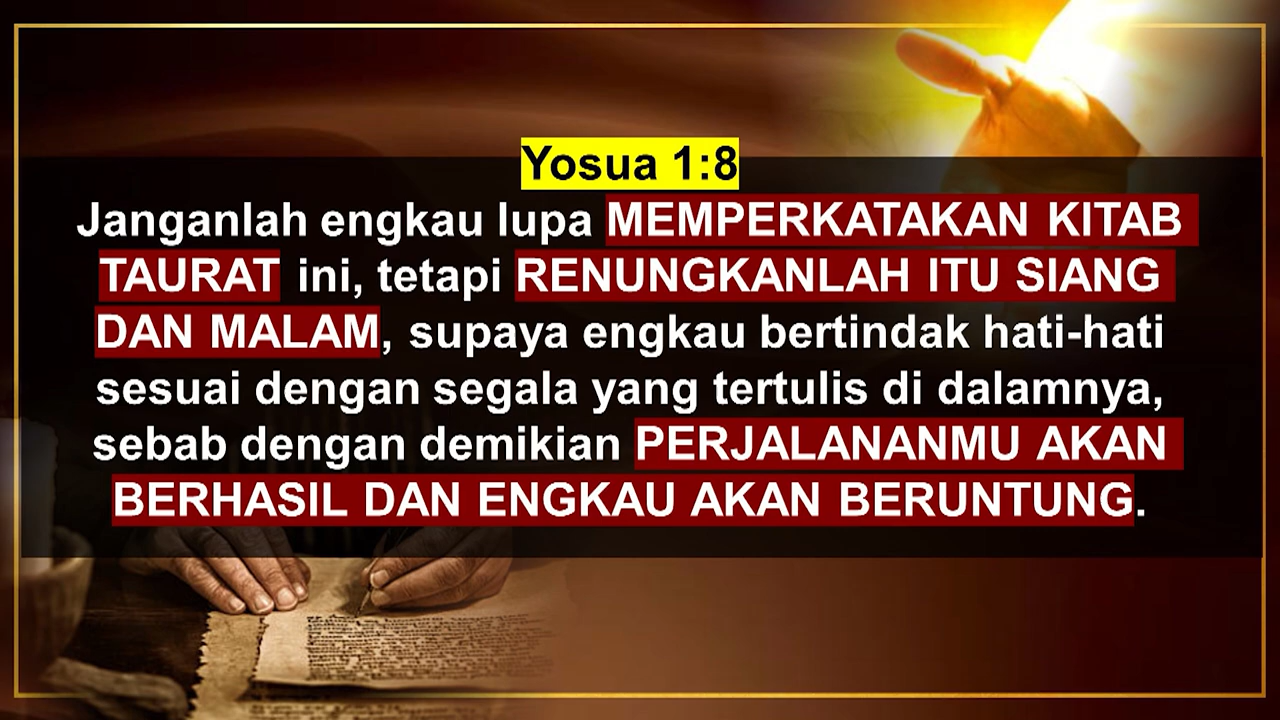 Yosua 1:8
Janganlah engkau lupa MEMPERKATAKAN KITAB
TAURAT ini, tetapi RENUNGKANLAH ITU SIANG
DAN MALAM, supaya engkau bertindak hati-hati
sesuai dengan segala yang tertulis di dalamnya,
sebab dengan demikian PERJALANANMU AKAN
BERHASIL DAN ENGKAU AKAN BERUNTUNG.